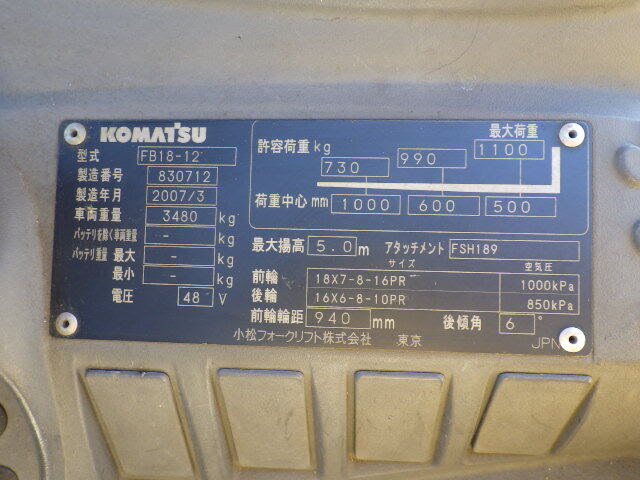 KOMATSU
型式 FB18-12
製造番号 830712
製造年月 2007/3
車両重量 3480 kg
バッテリを除く車両重量 - kg
バッテリ重量 最大 - kg
最小 - kg
電圧 48 V
最大荷重
許容荷重 kg 730 990 1100
荷重中心 mm 1000 600 500
最大揚高 5.0 m アタッチメント FSH189
サイズ 空気圧
前輪 18X7-8-16PR 1000kPa
後輪 16X6-8-10PR 850kPa
前輪輪距 940 mm 後傾角 6°
小松フォークリフト株式会社 東京 JPN